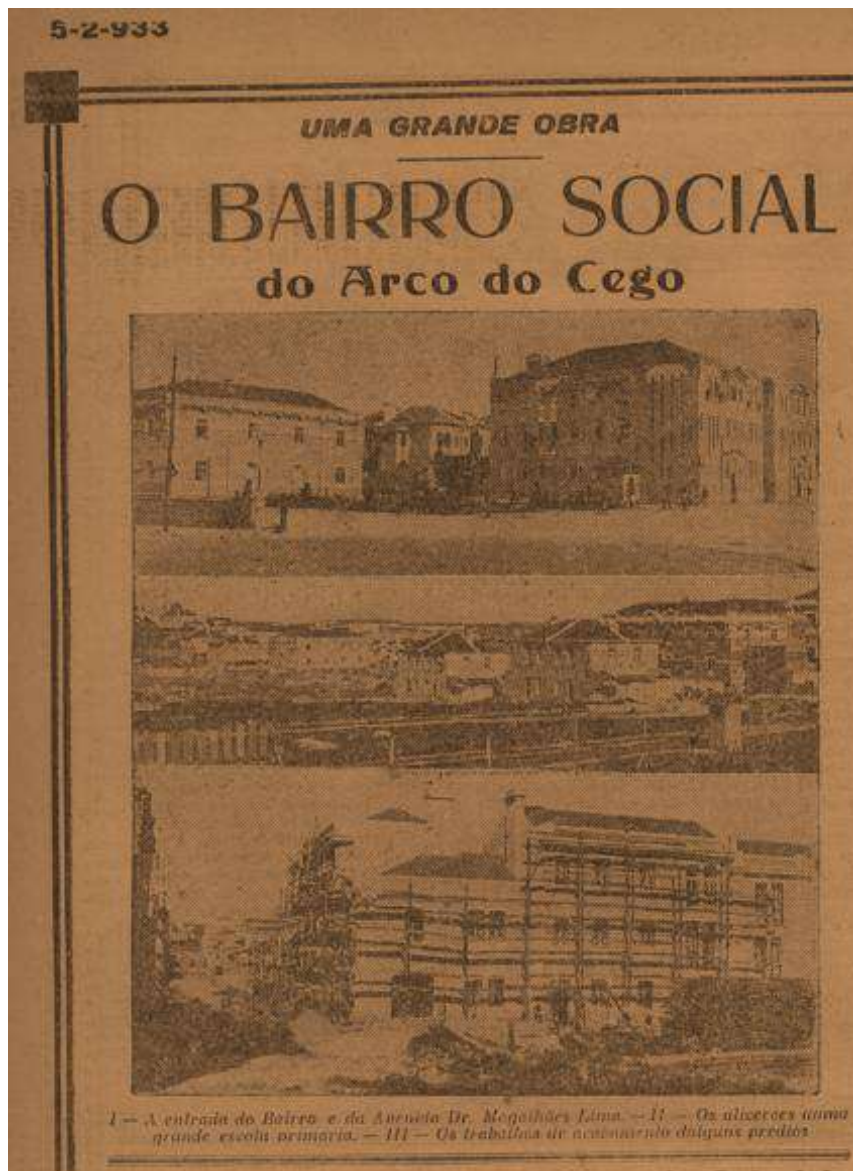 5-2-933
UMA GRANDE OBRA
O BAIRRO SOCIAL
do Arco do Cego
I — A entrada do Bairro e da Avenida Dr. Magalhães Lima. — II — Os alicerces duma
grande escola primaria. — III — Os trabalhos de acabamento dalguns predios